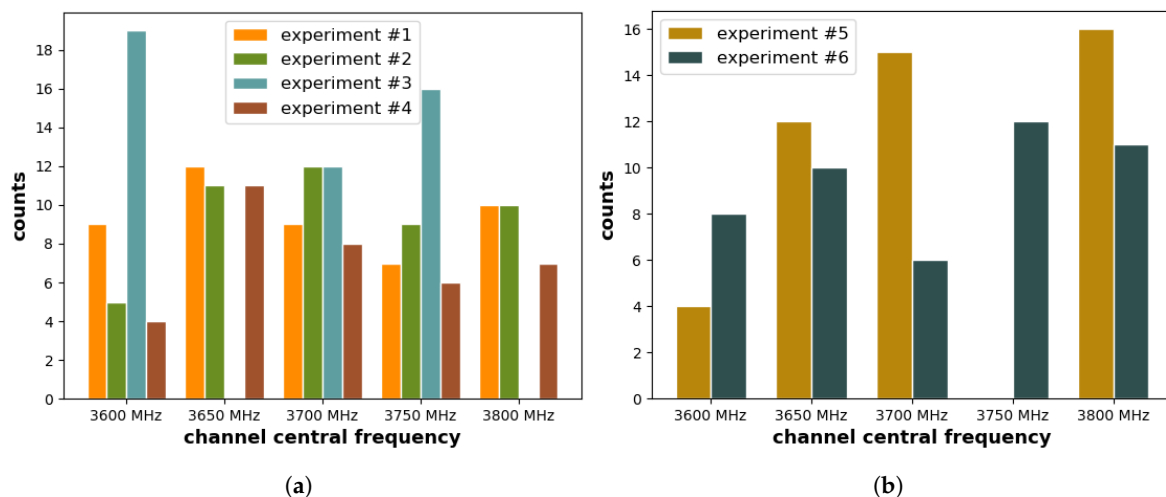 experiment #1
experiment #2
experiment #3
experiment #4
18
16
14
12
10
8
6
4
2
0
counts
3600 MHz 3650 MHz 3700 MHz 3750 MHz 3800 MHz
channel central frequency
(a)
experiment #5
experiment #6
16
14
12
10
8
6
4
2
0
counts
3600 MHz 3650 MHz 3700 MHz 3750 MHz 3800 MHz
channel central frequency
(b)